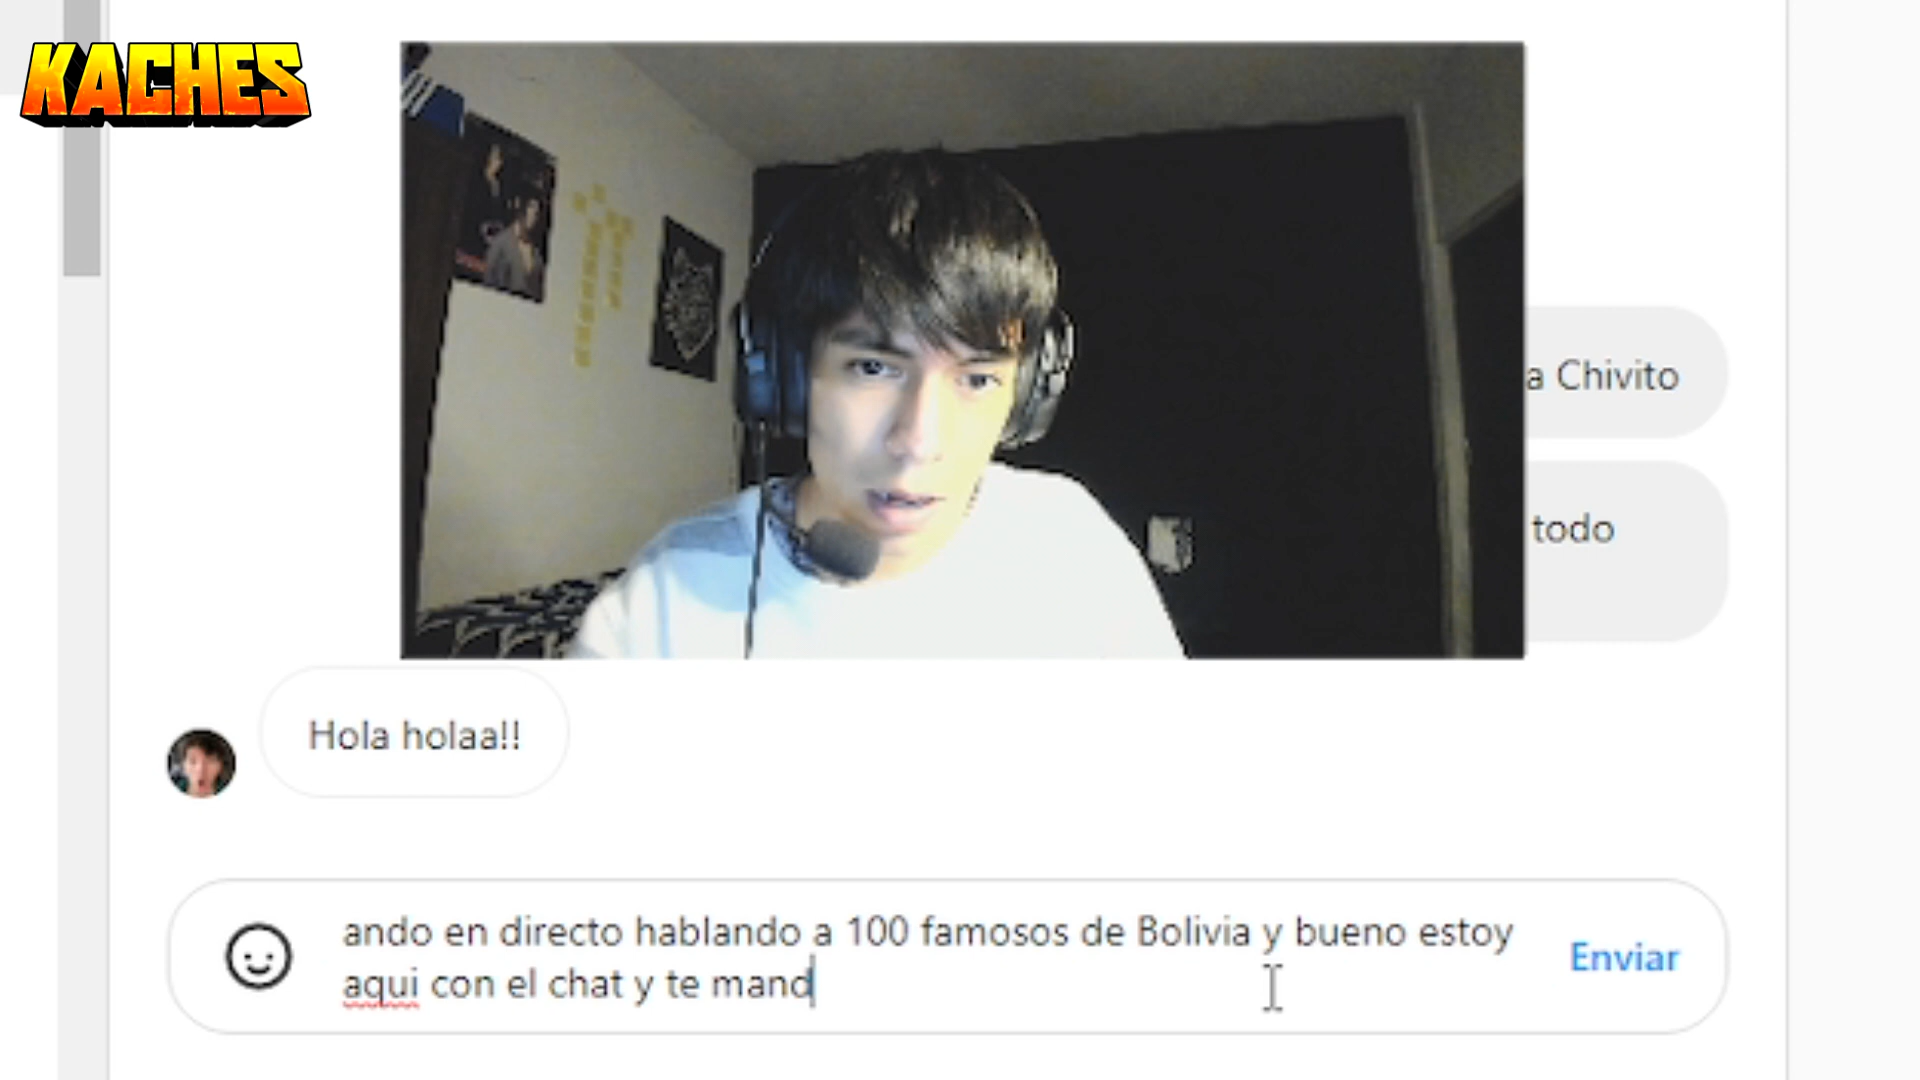 KACHES
a Chivito
todo
Hola holaa!!
ando en directo hablando a 100 famosos de Bolivia y bueno estoy
aqui con el chat y te mand
Enviar